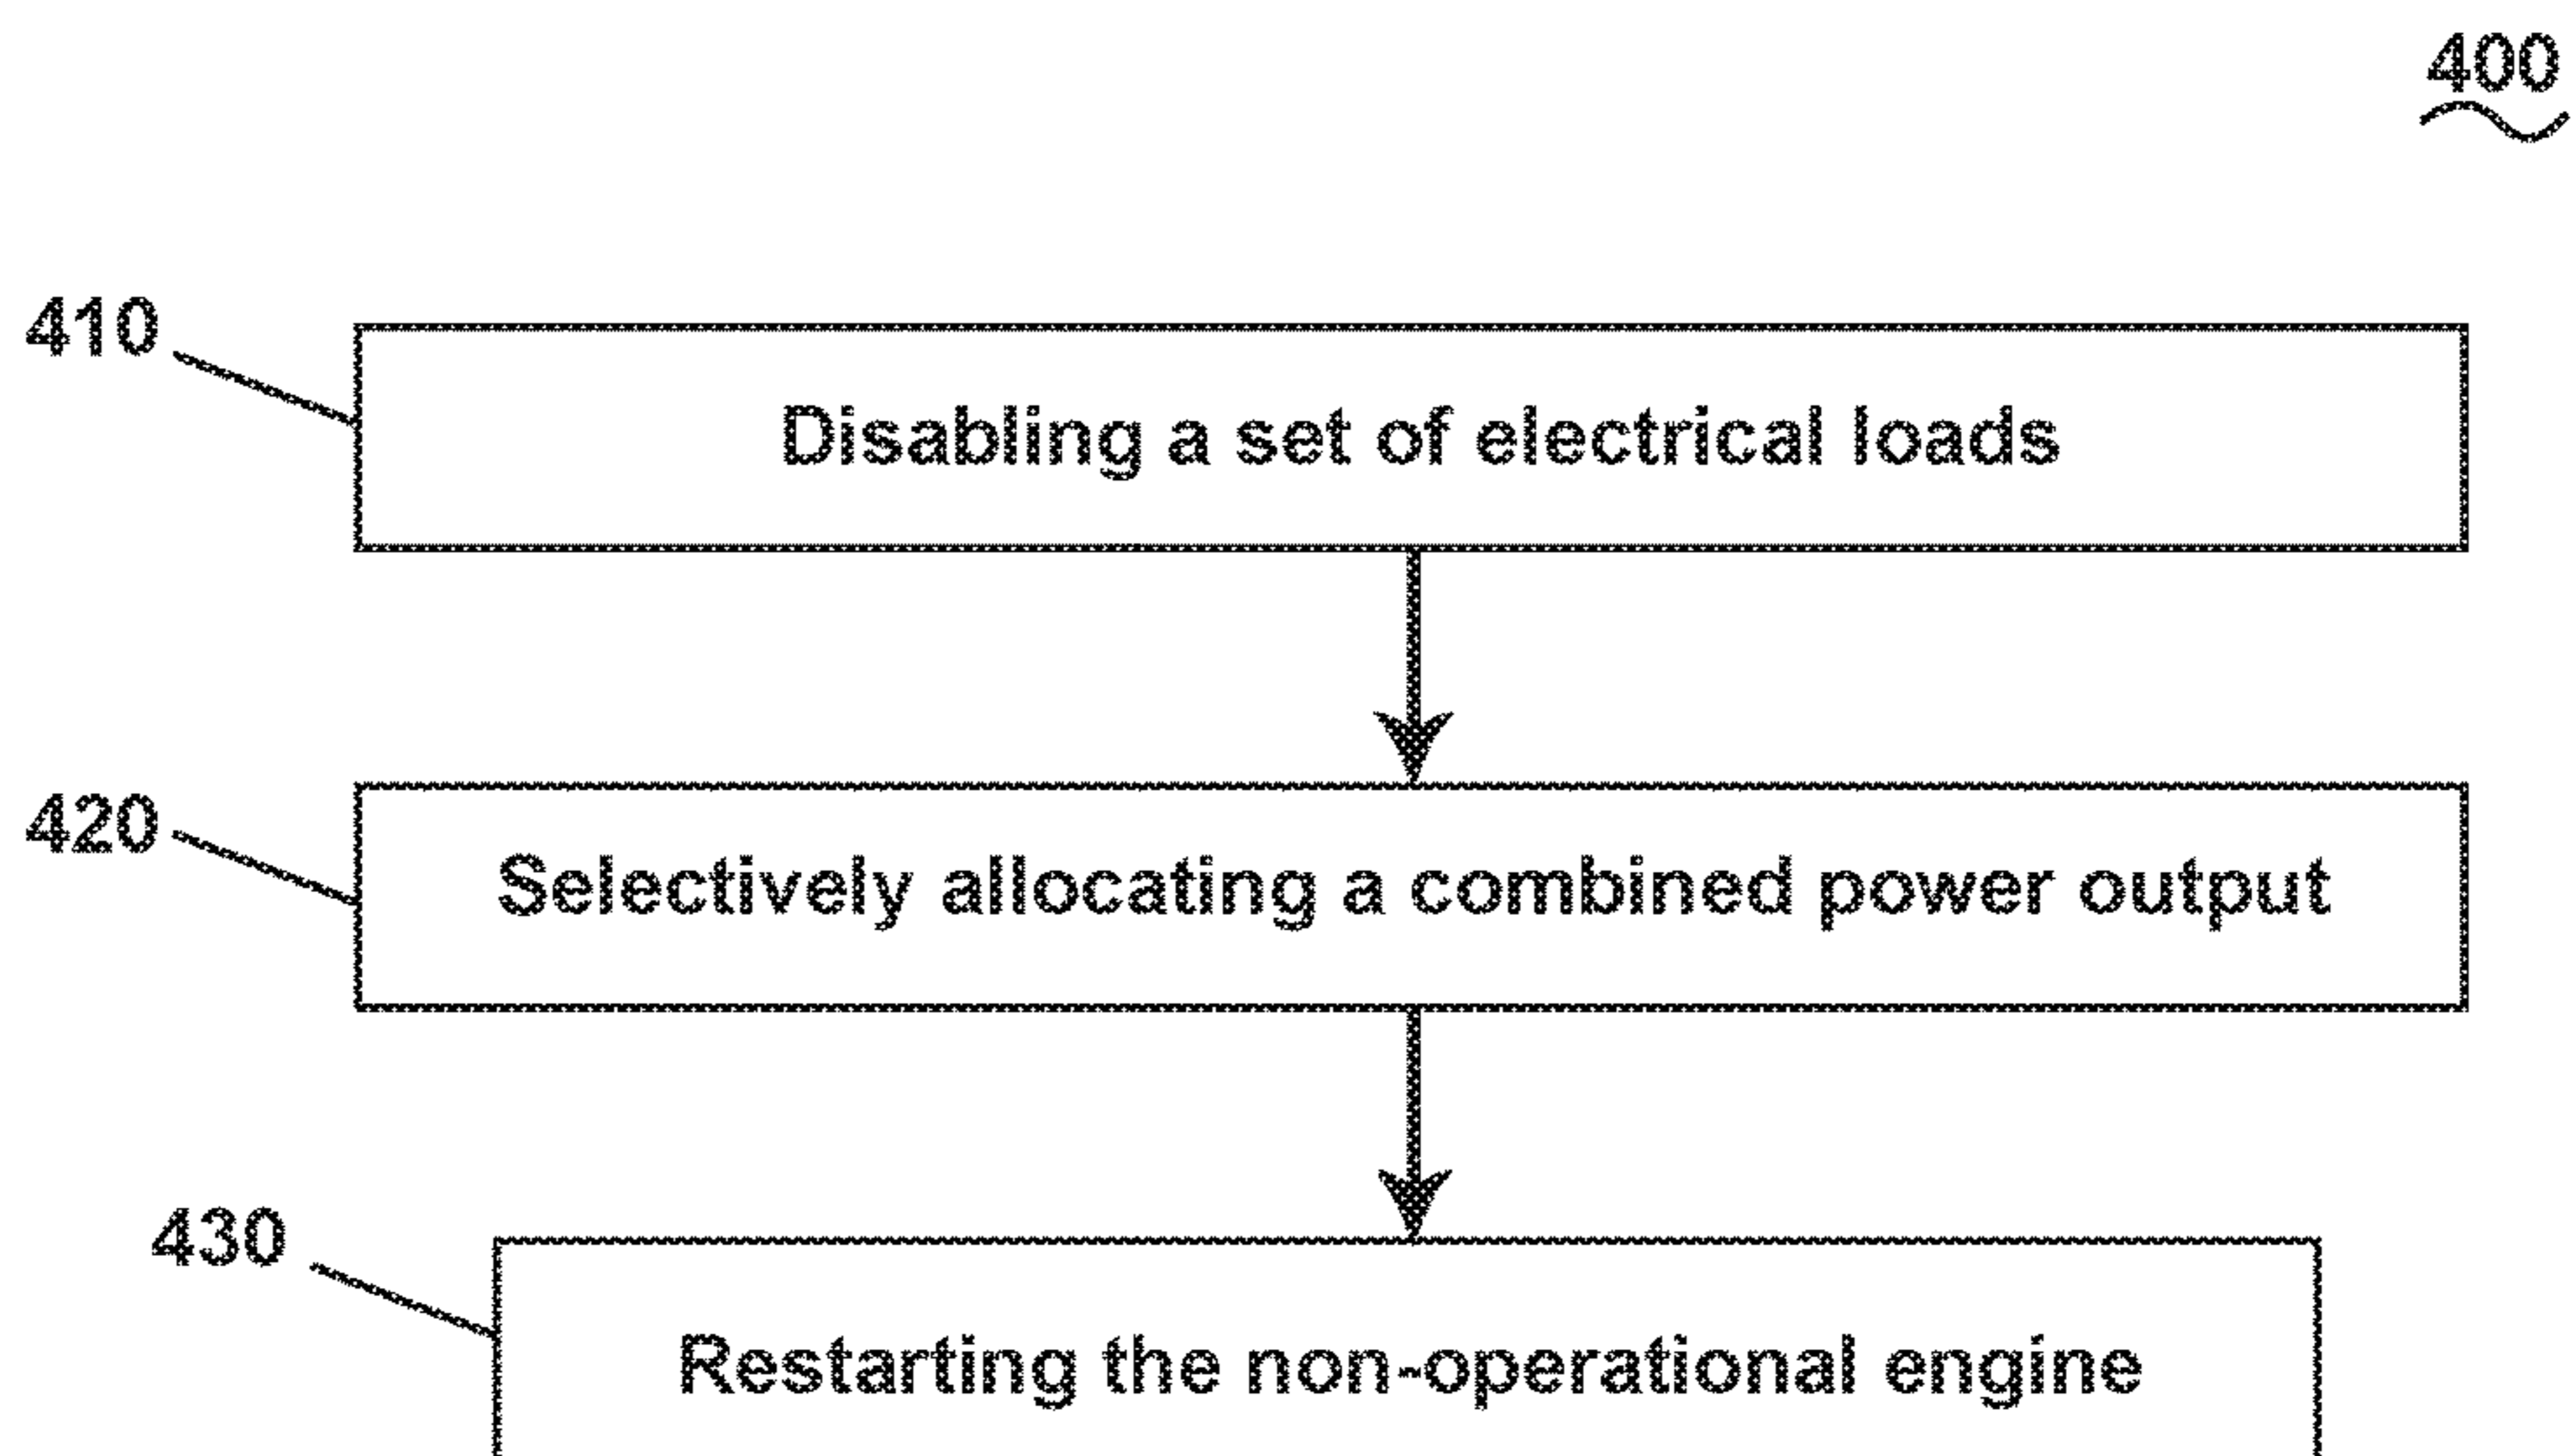 400
410
Disabling a set of electrical loads
420
Selectively allocating a combined power output
430
Restarting the non-operational engine